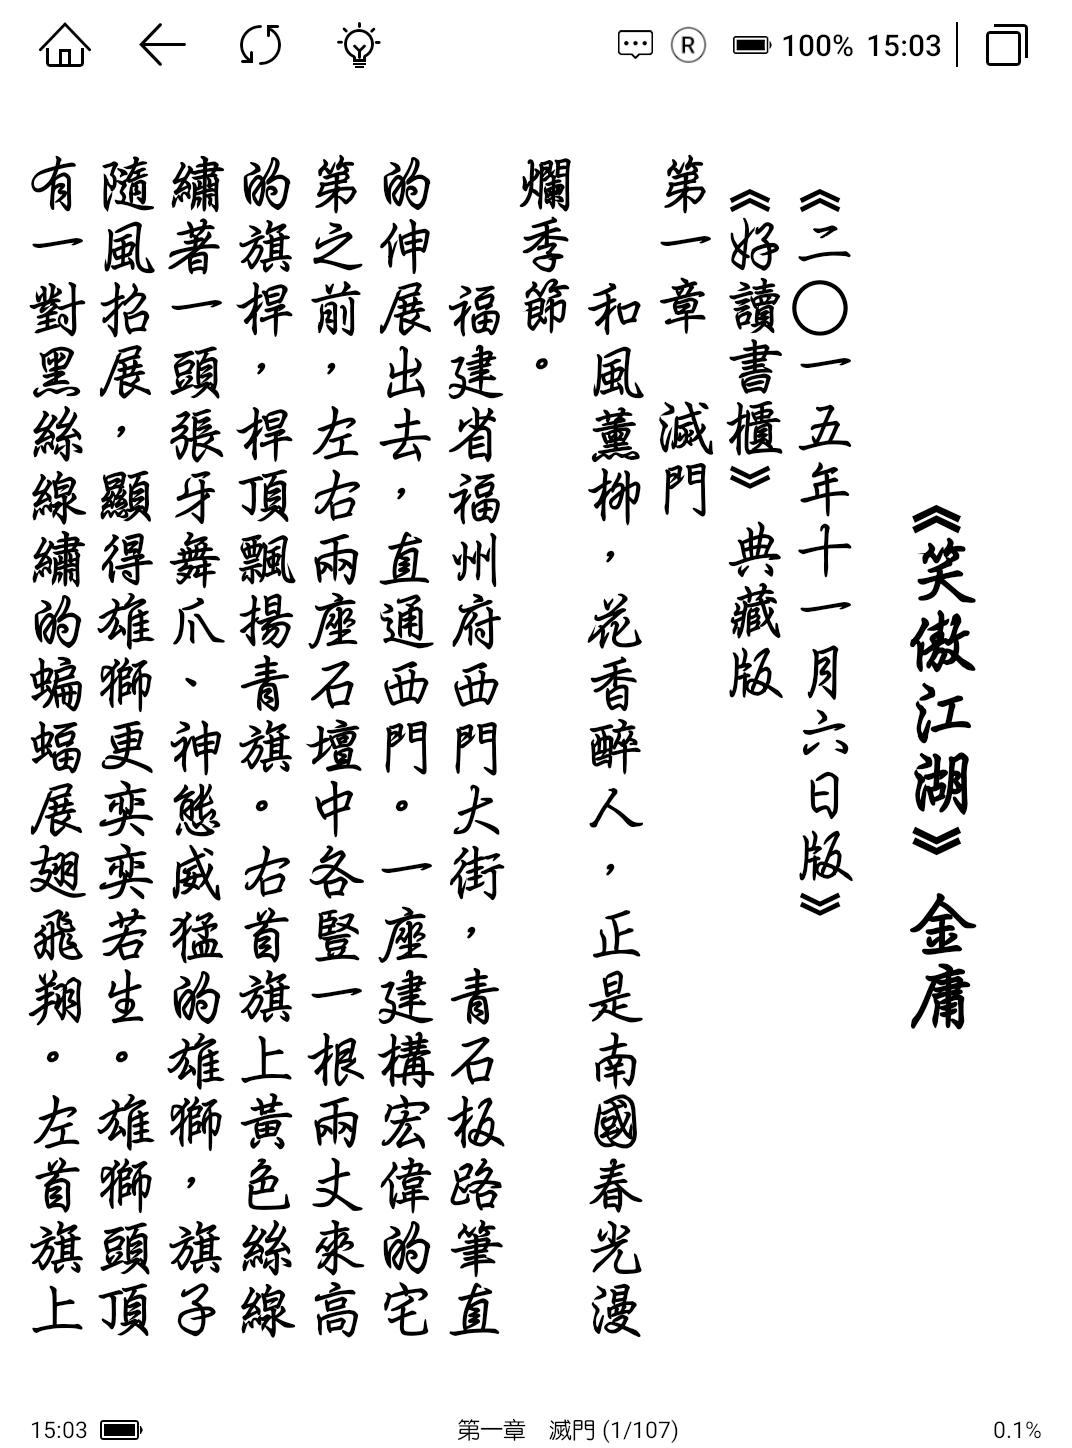 R 100% 15:03
《笑傲江湖》 金庸
《二〇一五年十一月六日版》
《好讀書櫃》 典藏版
第一章 滅門
和風薰柳，花香醉人，正是南國春光漫
爛季節。
福建省福州府西門大街，青石板路筆直
的伸展出去，直通西門。一座建構宏偉的宅
第之前，左右兩座石壇中各豎一根兩丈來高
的旗桿，桿頂飄揚青旗。右首旗上黃色絲線
繡著一頭張牙舞爪、神態威猛的雄獅，旗子
隨風招展，顯得雄獅更奕奕若生。雄獅頭頂
有一對黑絲線繡的蝙蝠展翅飛翔。左首旗上
15:03 第一章 滅門 (1/107) 0.1%